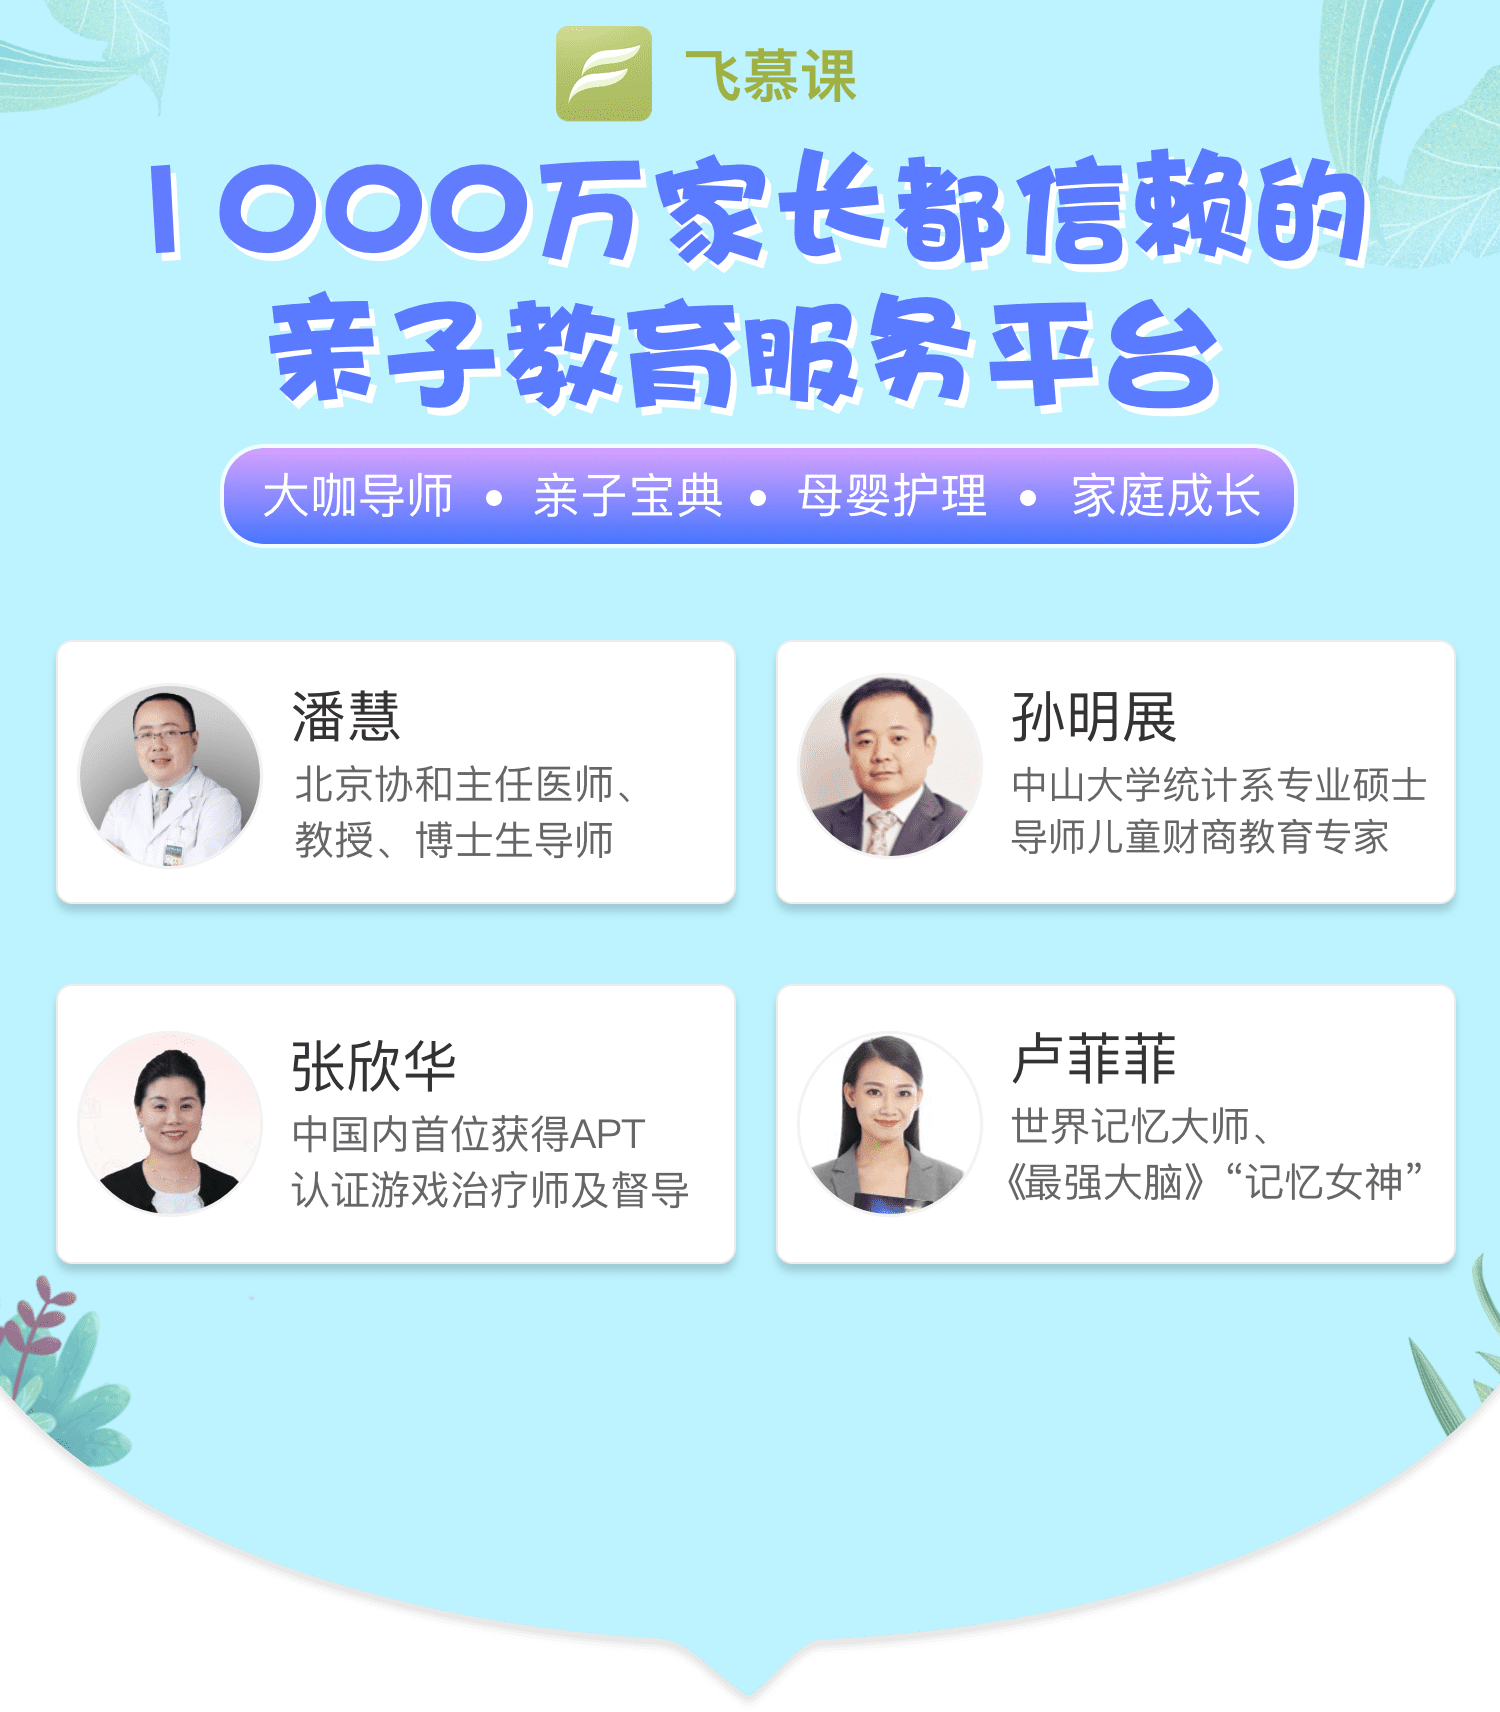 飞慕课
1000万家长都信赖的
亲子教育服务平台
大咖导师 • 亲子宝典 • 母婴护理 • 家庭成长
潘慧
北京协和主任医师、
教授、博士生导师
孙明展
中山大学统计系专业硕士
导师儿童财商教育专家
张欣华
中国内首位获得APT
认证游戏治疗师及督导
卢菲菲
世界记忆大师、
《最强大脑》“记忆女神”